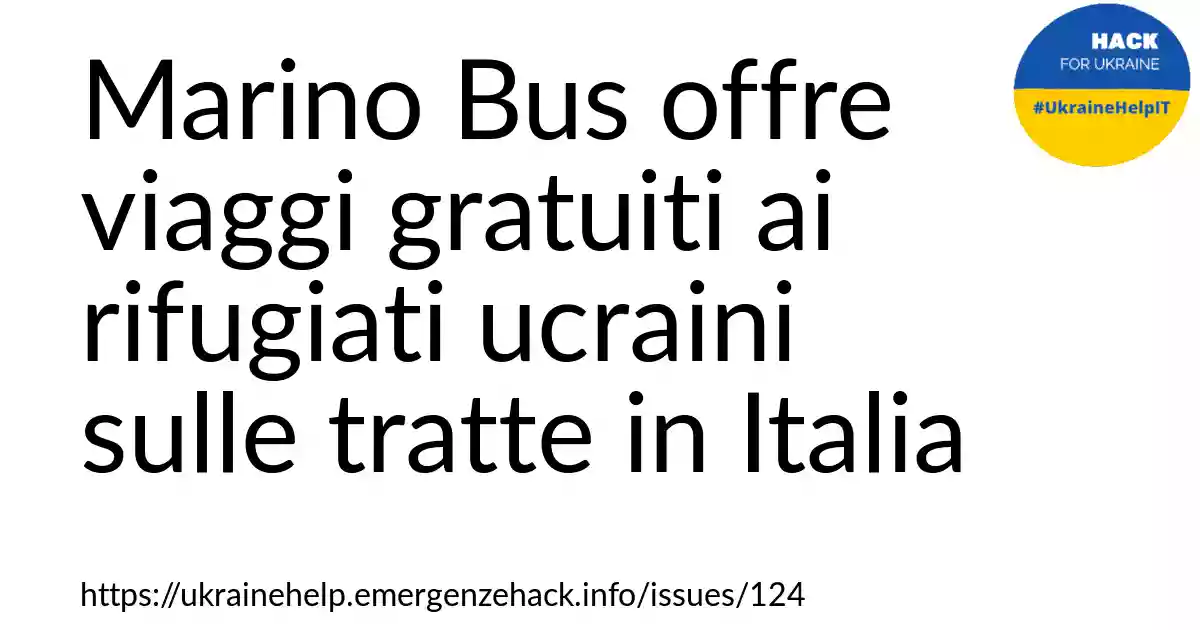 Marino Bus offre
viaggi gratuiti ai
rifugiati ucraini
sulle tratte in Italia
https://ukrainehelp.emergenzehack.info/issues/124
HACK
FOR UKRAINE
#UkraineHelpIT